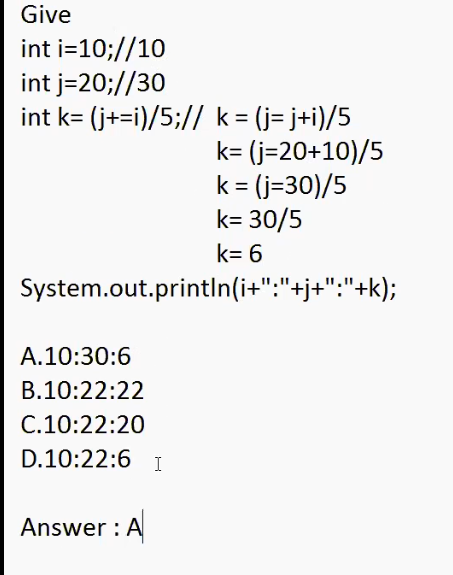 Give
int i=10;//10
int j=20;//30
int k= (j+=i)/5;// k = (j= j+i)/5
k= (j=20+10)/5
k = (j=30)/5
k= 30/5
k= 6
System.out.println(i+":"+j+":"+k);
A.10:30:6
B.10:22:22
C.10:22:20
D.10:22:6
Answer : A